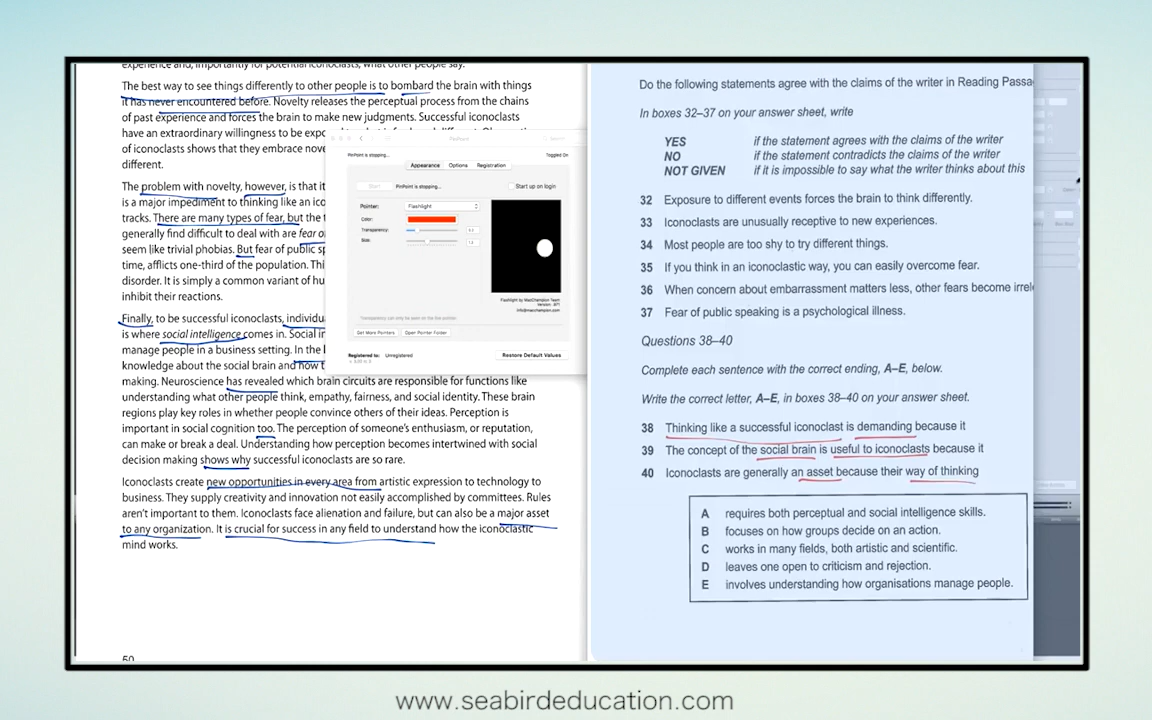 experience and, importantly for potential iconoclasts, what other people say.
The best way to see things differently to other people is to bombard the brain with things
it has never encountered before. Novelty releases the perceptual process from the chains
of past experience and forces the brain to make new judgments. Successful iconoclasts
have an extraordinary willingness to be
of iconoclasts shows that they embrace
different.
The problem with novelty, however, is that it
is a major impediment to thinking like an
tracks. There are many types of fear, but the
generally find difficult to deal with are fear
seem like trivial phobias. But fear of public
time, afflicts one-third of the population.
disorder. It is simply a common variant of
inhibit their reactions.
Finally, to be successful iconoclasts,
is where social intelligence comes in. Social
manage people in a business setting. In the
knowledge about the social brain and how
making. Neuroscience has revealed which brain circuits are responsible for functions like
understanding what other people think, empathy, fairness, and social identity. These brain
regions play key roles in whether people convince others of their ideas. Perception is
important in social cognition too. The perception of someone's enthusiasm, or reputation,
can make or break a deal. Understanding how perception becomes intertwined with social
decision making shows why successful iconoclasts are so rare.
Iconoclasts create new opportunities in every area from artistic expression to technology to
business. They supply creativity and innovation not easily accomplished by committees. Rules
aren't important to them. Iconoclasts face alienation and failure, but can also be a major asset
to any organization. It is crucial for success in any field to understand how the iconoclastic
mind works.
50
PinPoint is stopping...
Toggled On
Appearance Options Registration
Start PinPoint is stopping... Start up on login
Pointer: Flashlight
Color:
Transparency:
Size:
Flashlight by MacChampion Team
Get More Pointers Open Pointer Folder
Registered to: Unregistered
Restore Default Values
Do the following statements agree with the claims of the writer in Reading Passa
In boxes 32–37 on your answer sheet, write
YES if the statement agrees with the claims of the writer
NO if the statement contradicts the claims of the writer
NOT GIVEN if it is impossible to say what the writer thinks about this
32 Exposure to different events forces the brain to think differently.
33 Iconoclasts are unusually receptive to new experiences.
34 Most people are too shy to try different things.
35 If you think in an iconoclastic way, you can easily overcome fear.
36 When concern about embarrassment matters less, other fears become irrel
37 Fear of public speaking is a psychological illness.
Questions 38–40
Complete each sentence with the correct ending, A–E, below.
Write the correct letter, A–E, in boxes 38–40 on your answer sheet.
38 Thinking like a successful iconoclast is demanding because it
39 The concept of the social brain is useful to iconoclasts because it
40 Iconoclasts are generally an asset because their way of thinking
A requires both perceptual and social intelligence skills.
B focuses on how groups decide on an action.
C works in many fields, both artistic and scientific.
D leaves one open to criticism and rejection.
E involves understanding how organisations manage people.
www.seabirdeducation.com